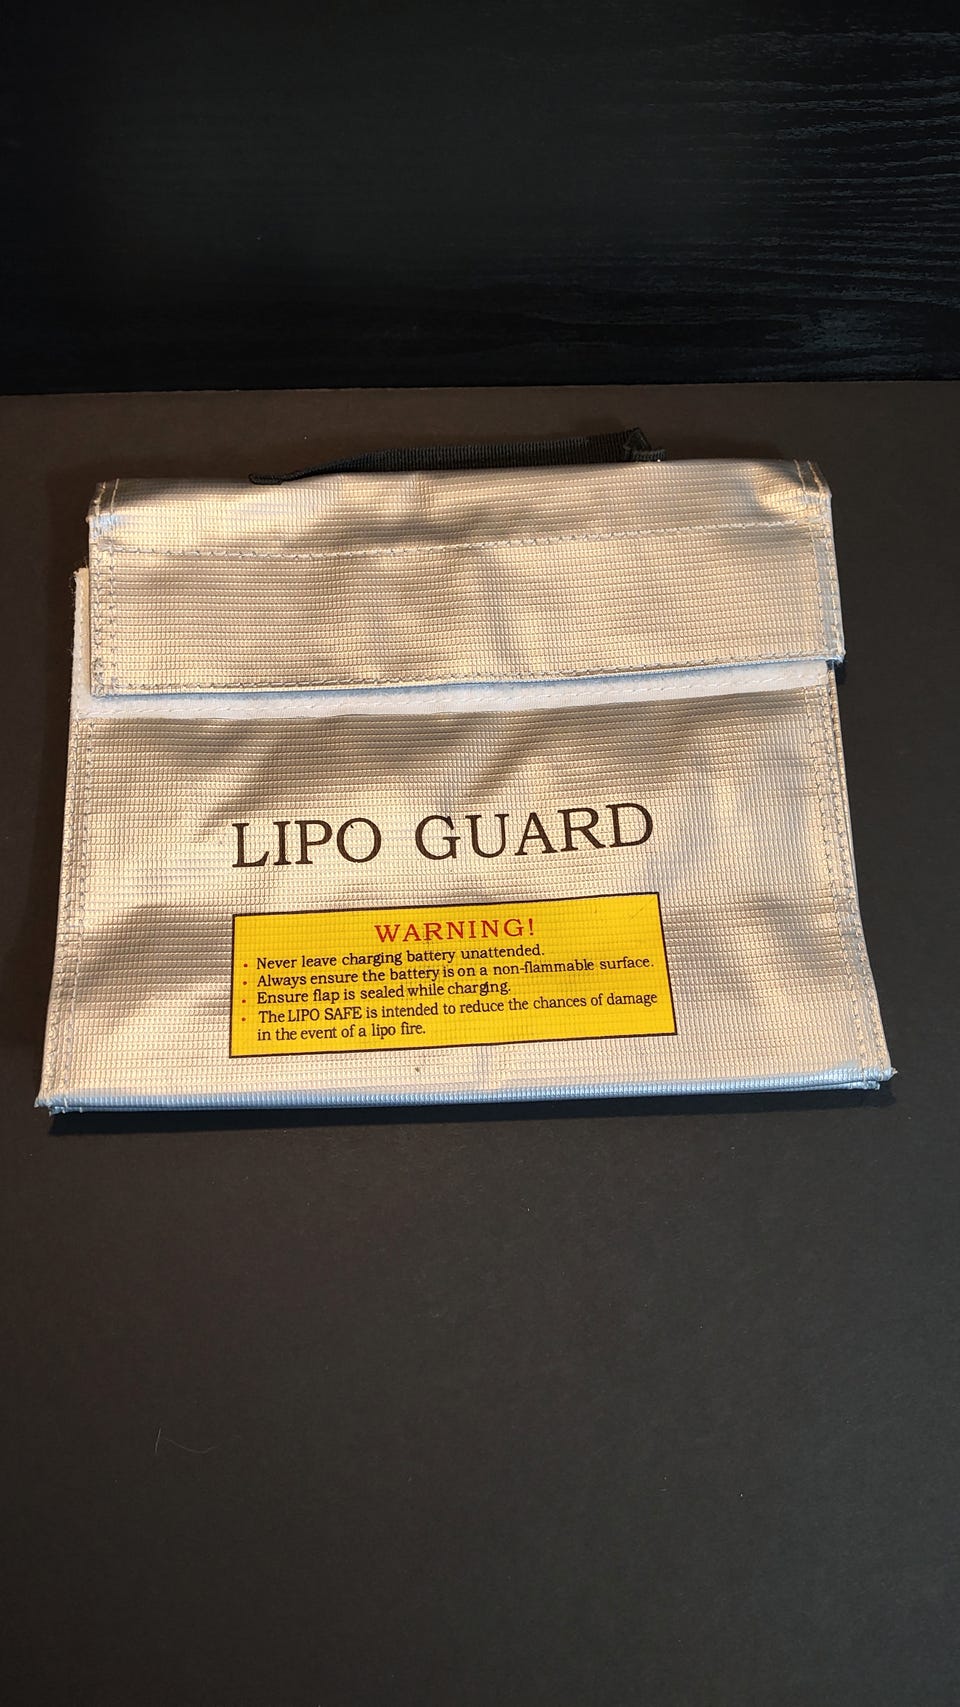 LIPO GUARD
WARNING!
• Never leave charging battery unattended.
• Always ensure the battery is on a non-flammable surface.
• Ensure flap is sealed while charging.
• The LIPO SAFE is intended to reduce the chances of damage
in the event of a lipo fire.